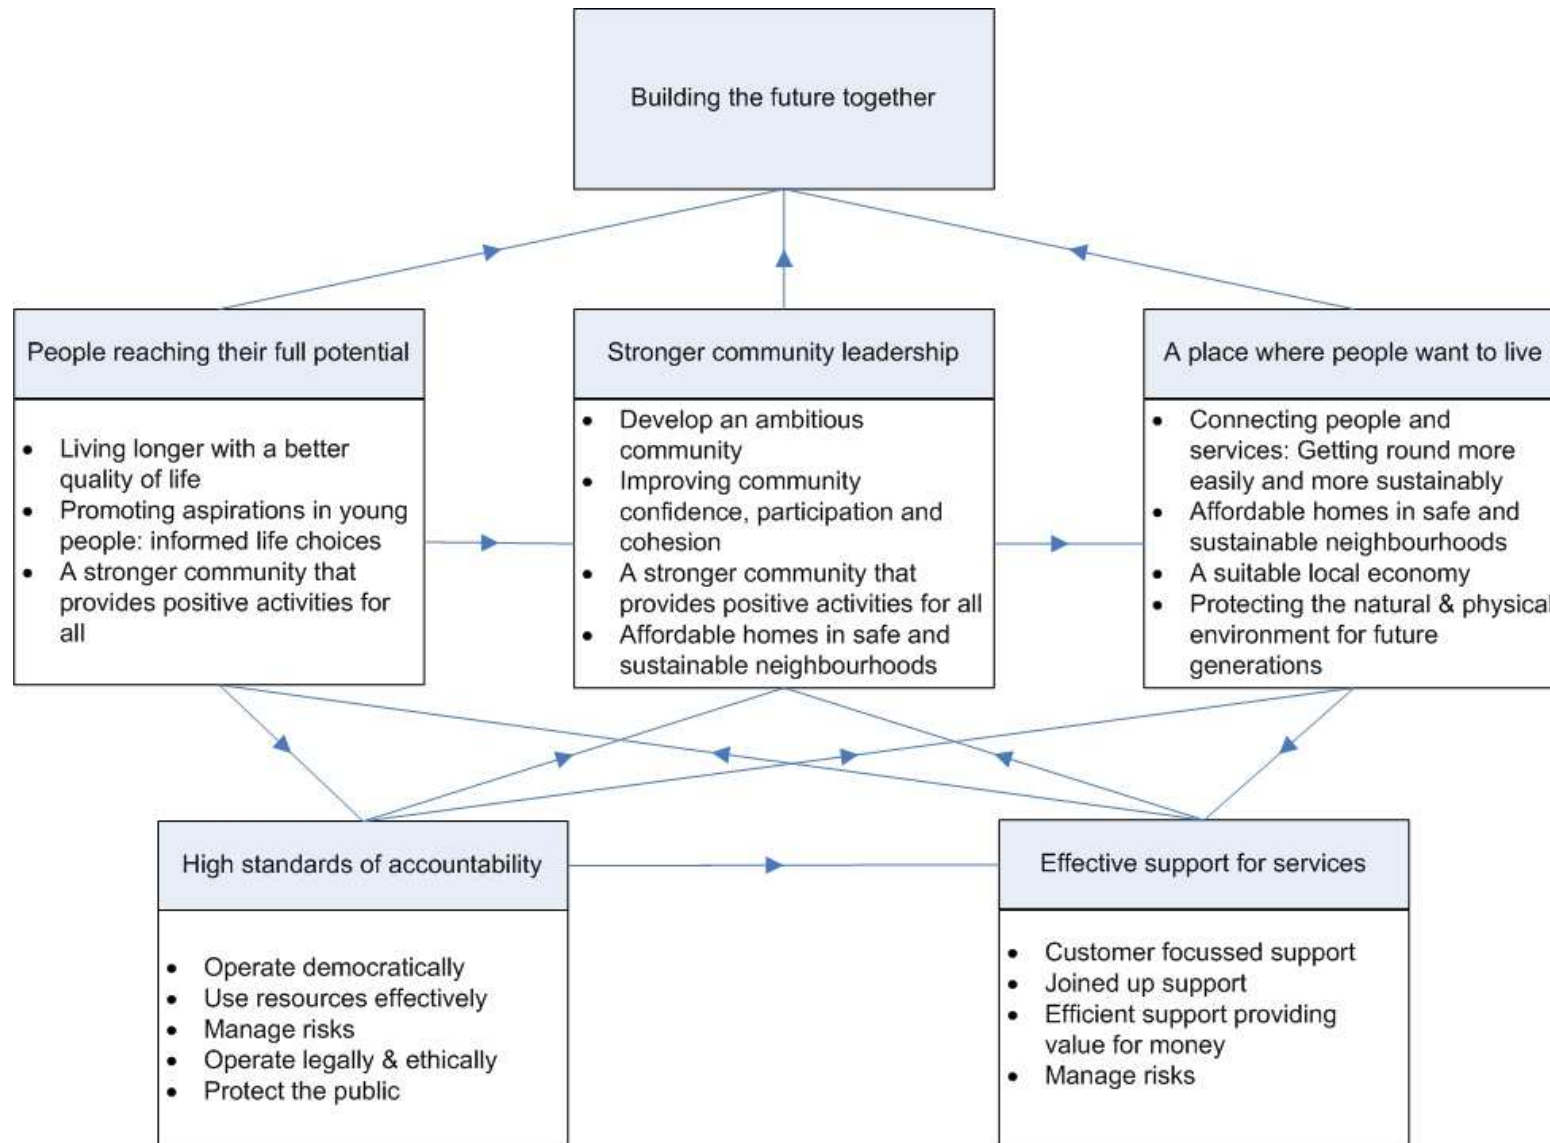 Building the future together
People reaching their full potential
• Living longer with a better
quality of life
• Promoting aspirations in young
people: informed life choices
• A stronger community that
provides positive activities for
all
Stronger community leadership
• Develop an ambitious
community
• Improving community
confidence, participation and
cohesion
• A stronger community that
provides positive activities for all
• Affordable homes in safe and
sustainable neighbourhoods
A place where people want to live
• Connecting people and
services: Getting round more
easily and more sustainably
• Affordable homes in safe and
sustainable neighbourhoods
• A suitable local economy
• Protecting the natural & physical
environment for future
generations
High standards of accountability
• Operate democratically
• Use resources effectively
• Manage risks
• Operate legally & ethically
• Protect the public
Effective support for services
• Customer focussed support
• Joined up support
• Efficient support providing
value for money
• Manage risks